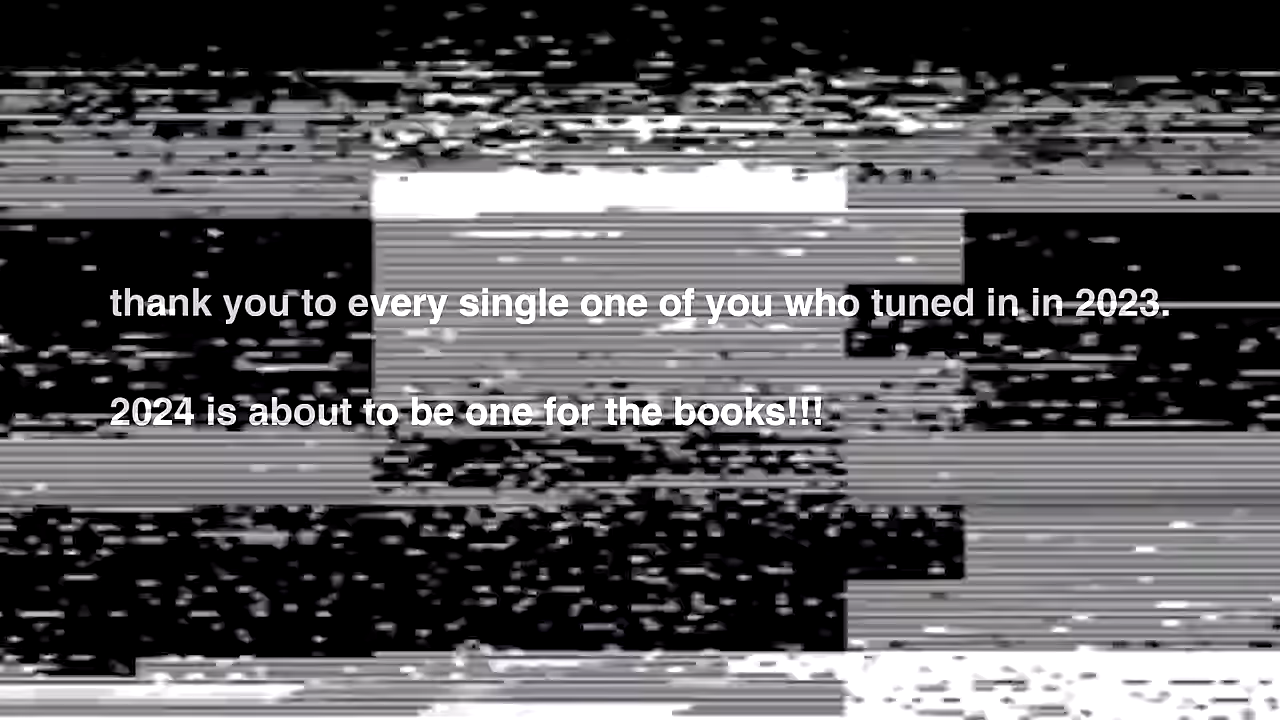 thank you to every single one of you who tuned in in 2023.
2024 is about to be one for the books!!!